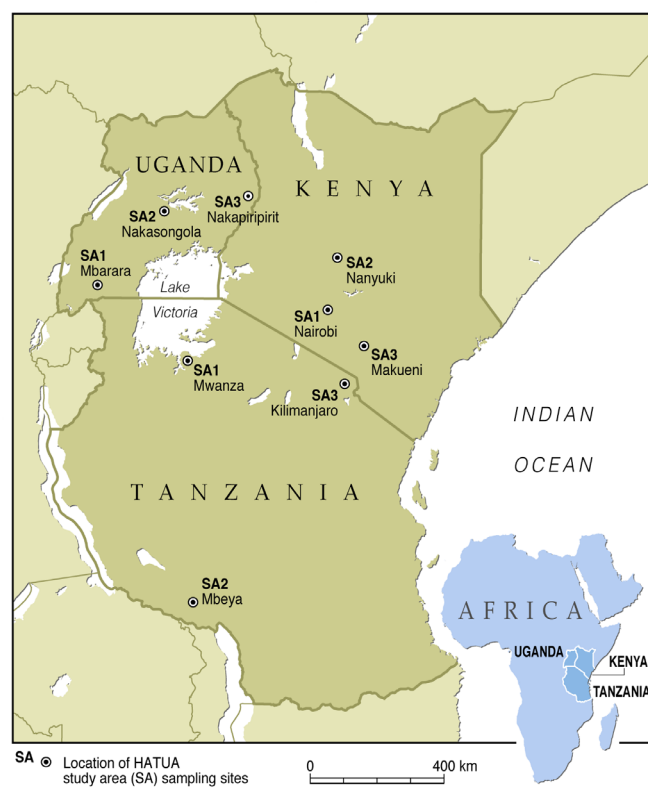 UGANDA
KENYA
SA3
Nakapiripirit
SA2
Nakasongola
SA1
Mbarara
SA2
Nanyuki
Lake
Victoria
SA1
Nairobi
SA3
Makueni
SA1
Mwanza
SA3
Kilimanjaro
INDIAN
OCEAN
TANZANIA
SA2
Mbeya
AFRICA
UGANDA
KENYA
TANZANIA
SA Location of HATUA
study area (SA) sampling sites
0 400 km